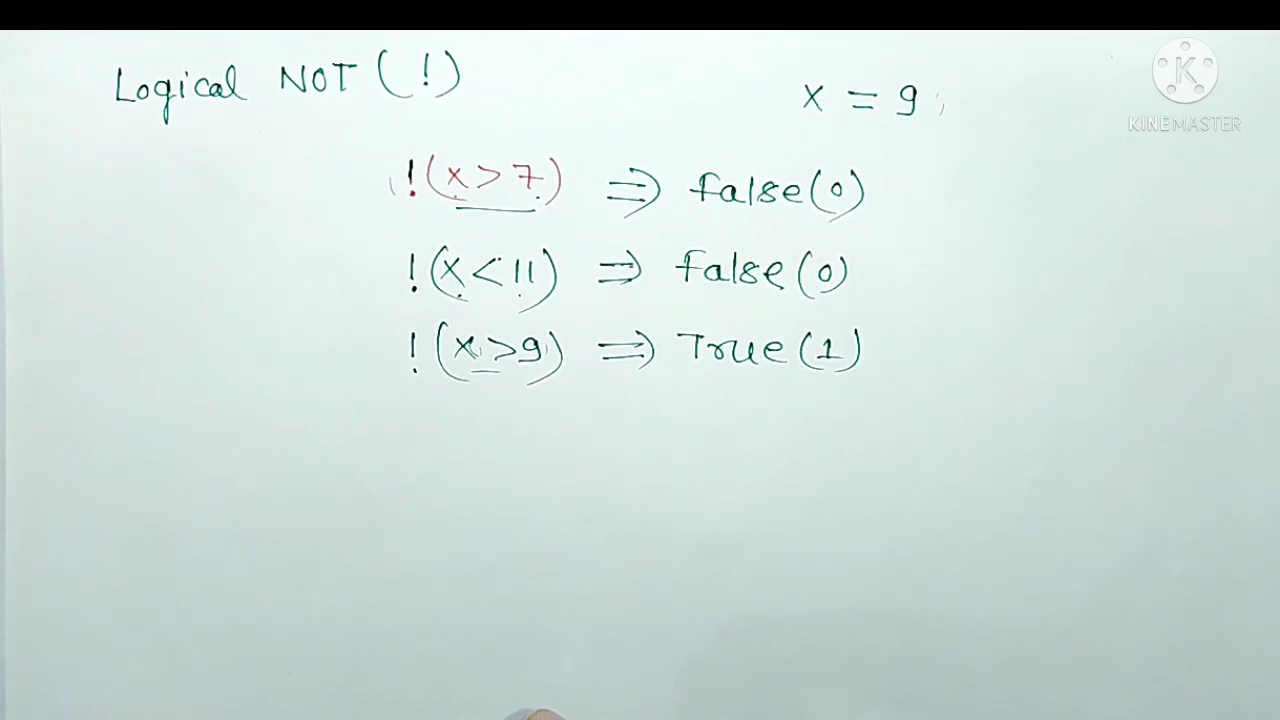 Logical NOT (!)
x = 9
!(x > 7) ⇒ false(0)
!(x < 11) ⇒ false(0)
!(x > 9) ⇒ True(1)
K
KINEMASTER